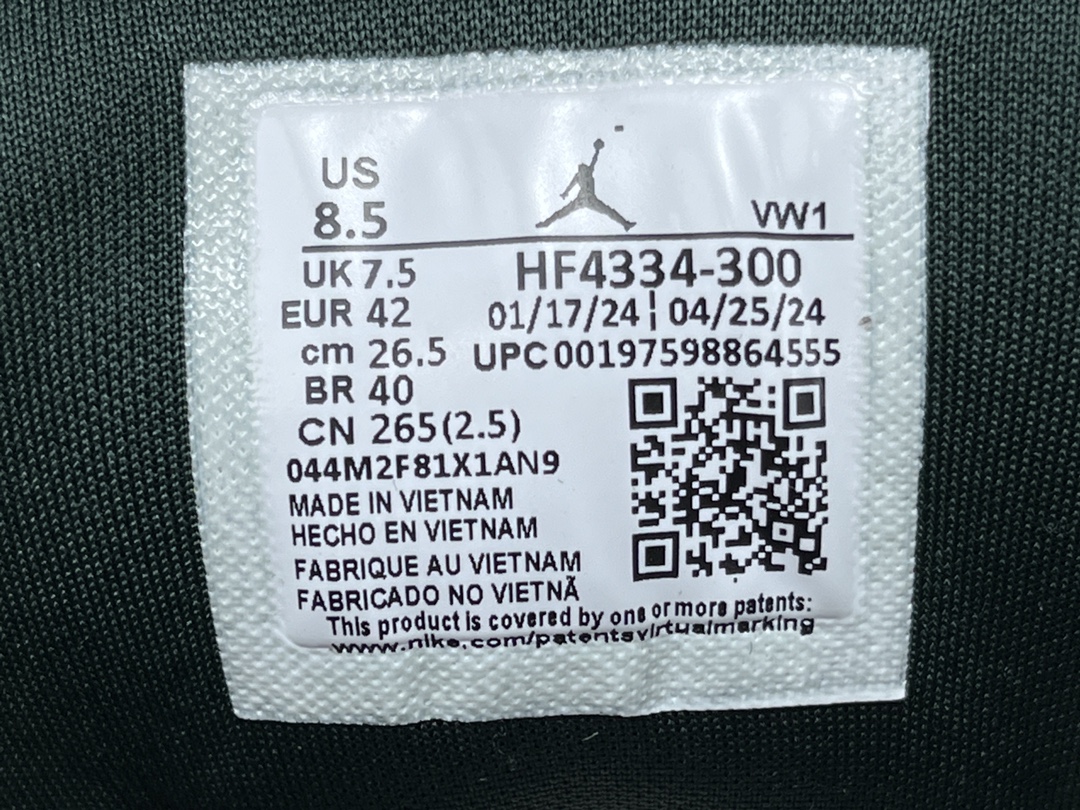 US
8.5
VW1
UK 7.5
HF4334-300
EUR 42
01/17/24 ¦ 04/25/24
cm 26.5
UPC 00197598864555
BR 40
CN 265(2.5)
044M2F81X1AN9
MADE IN VIETNAM
HECHO EN VIETNAM
FABRIQUE AU VIETNAM
FABRICADO NO VIETNÃ
This product is covered by one or more patents:
www.nike.com/patentsvirtualmarking